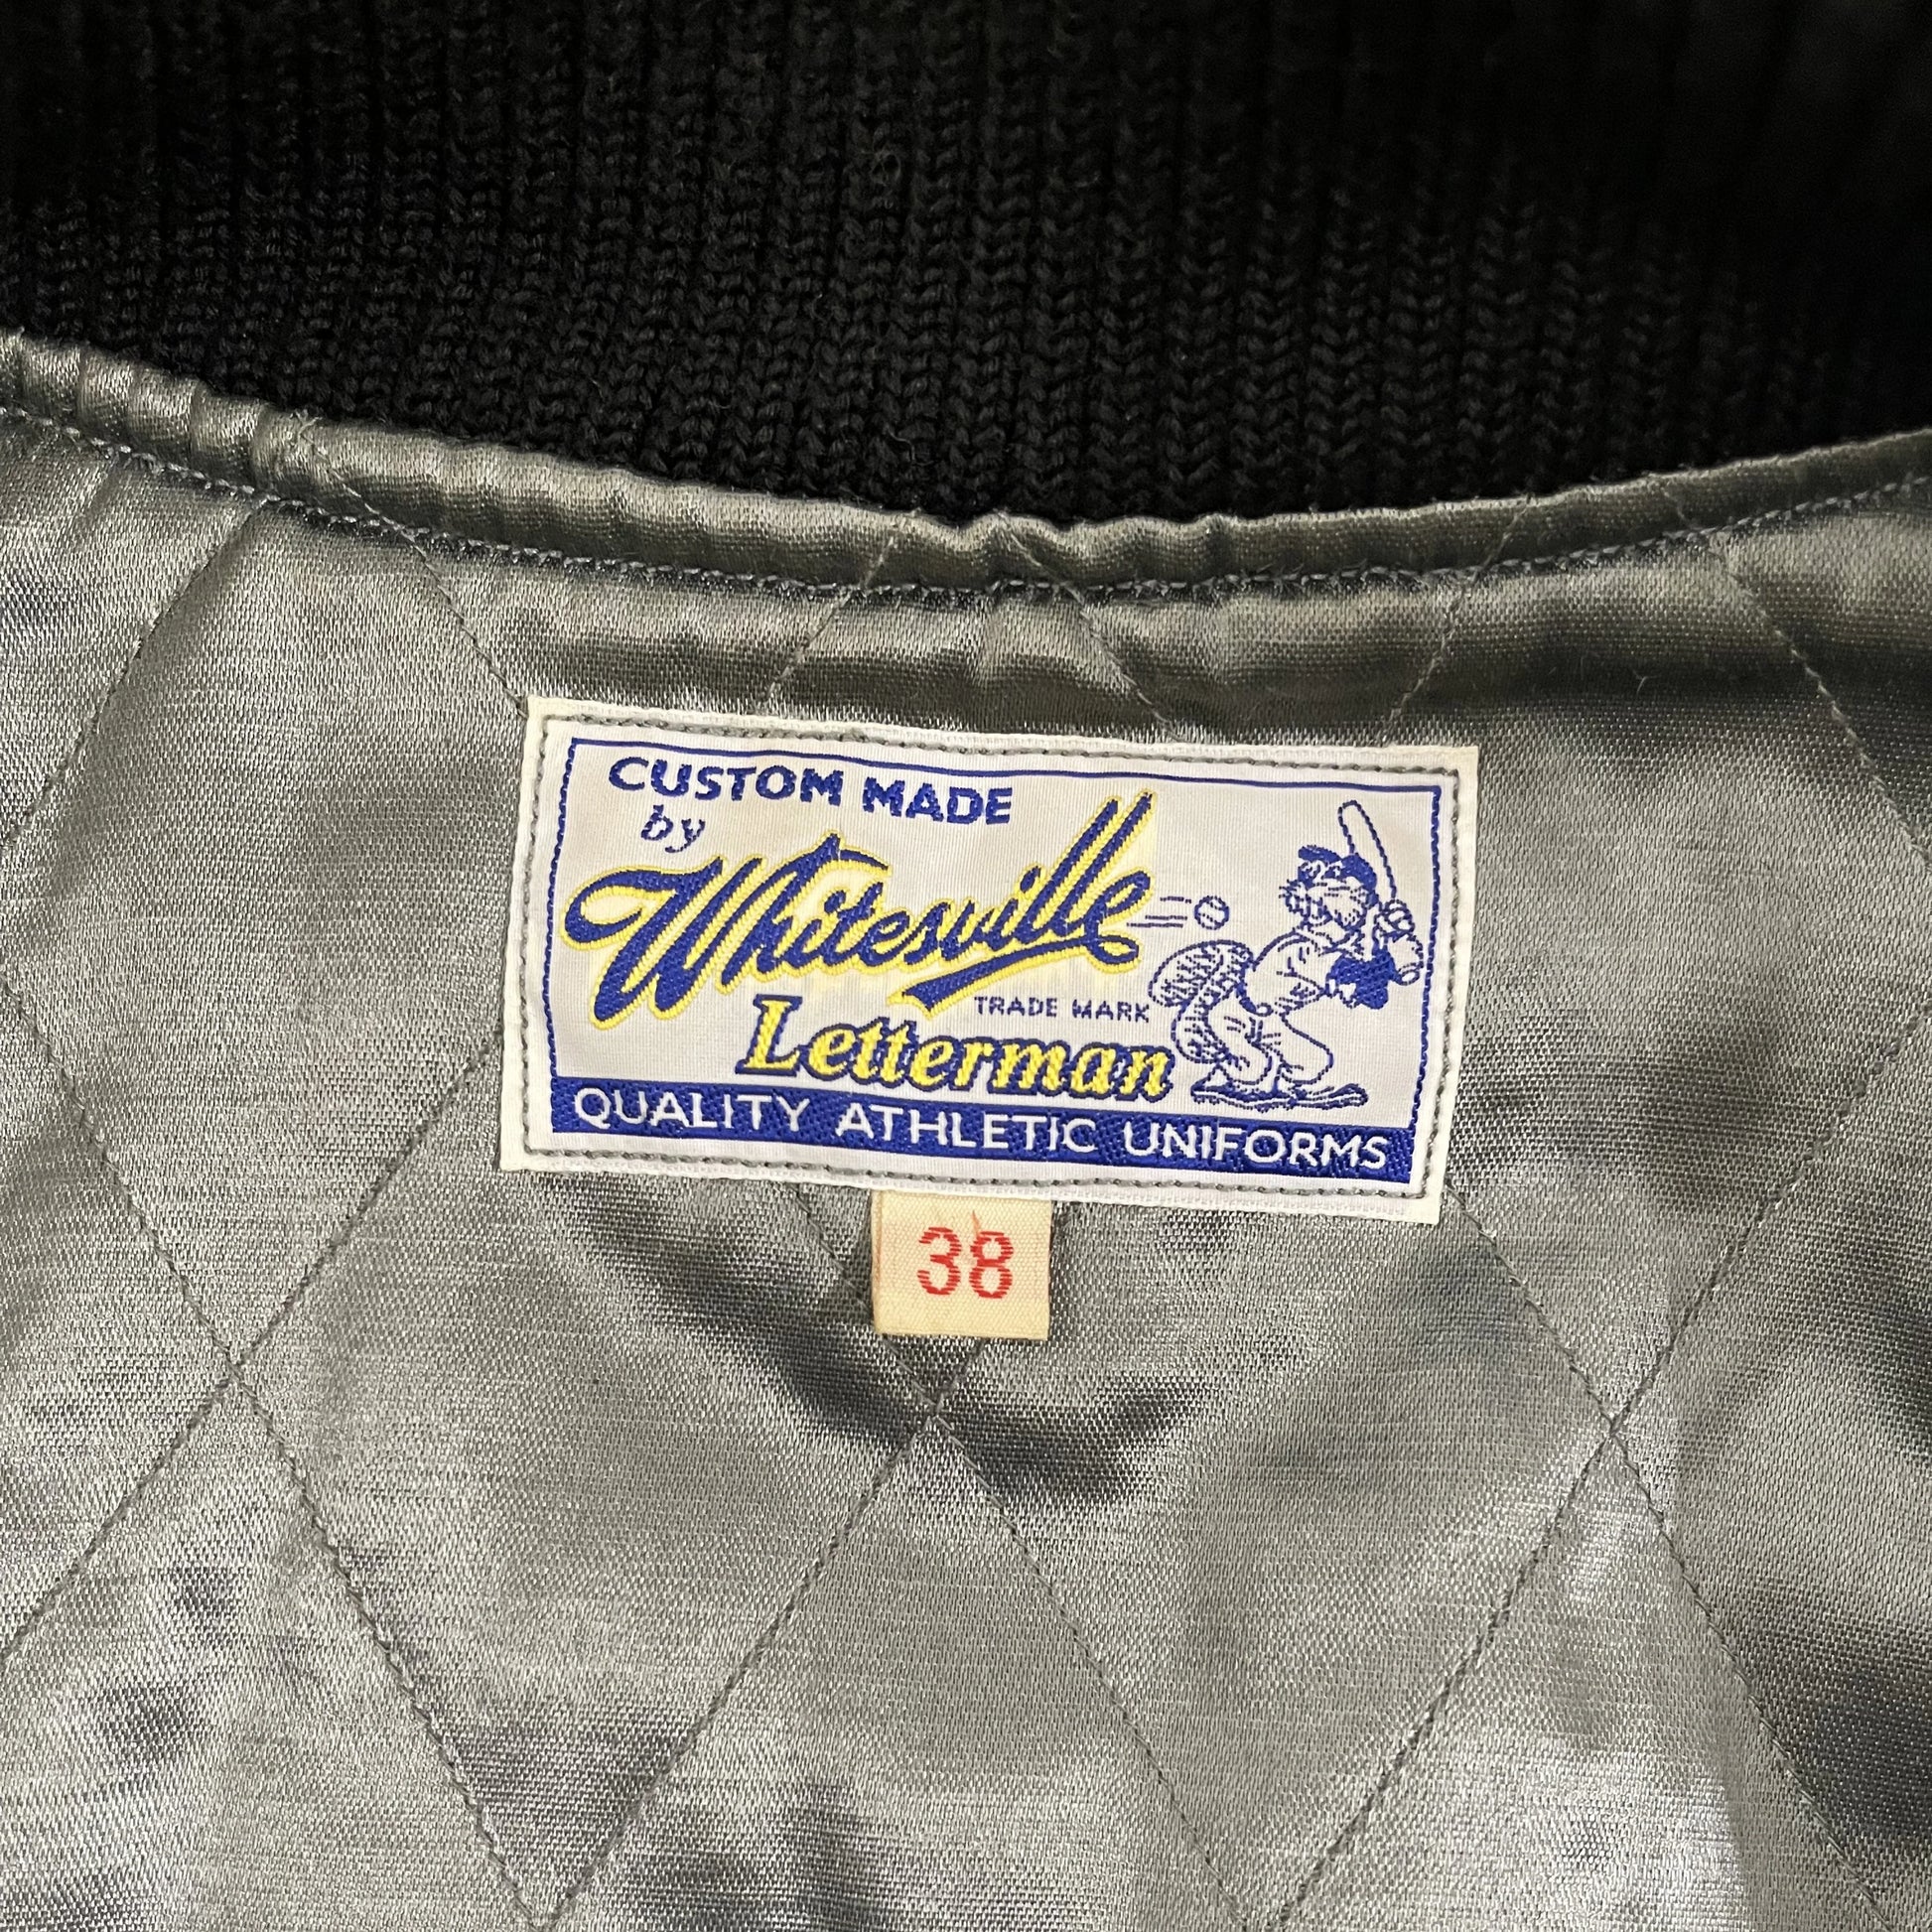 CUSTOM MADE
by
Whitesville
TRADE MARK
Letterman
QUALITY ATHLETIC UNIFORMS
38